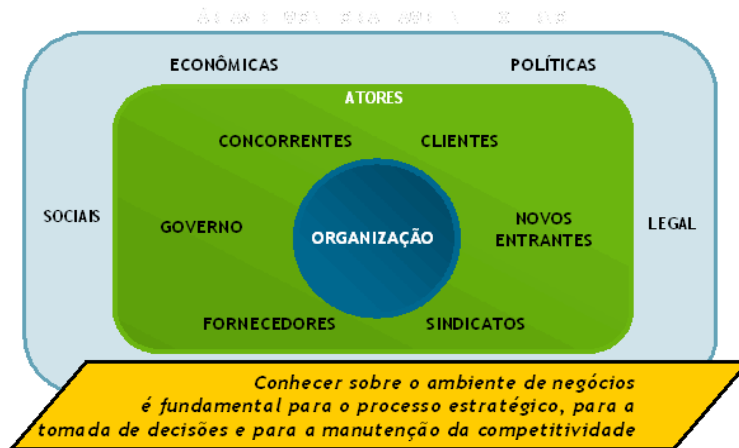 ECONÔMICAS
POLÍTICAS
ATORES
CONCORRENTES
CLIENTES
SOCIAIS
GOVERNO
ORGANIZAÇÃO
NOVOS
ENTRANTES
LEGAL
FORNECEDORES
SINDICATOS
Conhecer sobre o ambiente de negócios
é fundamental para o processo estratégico, para a
tomada de decisões e para a manutenção da competitividade